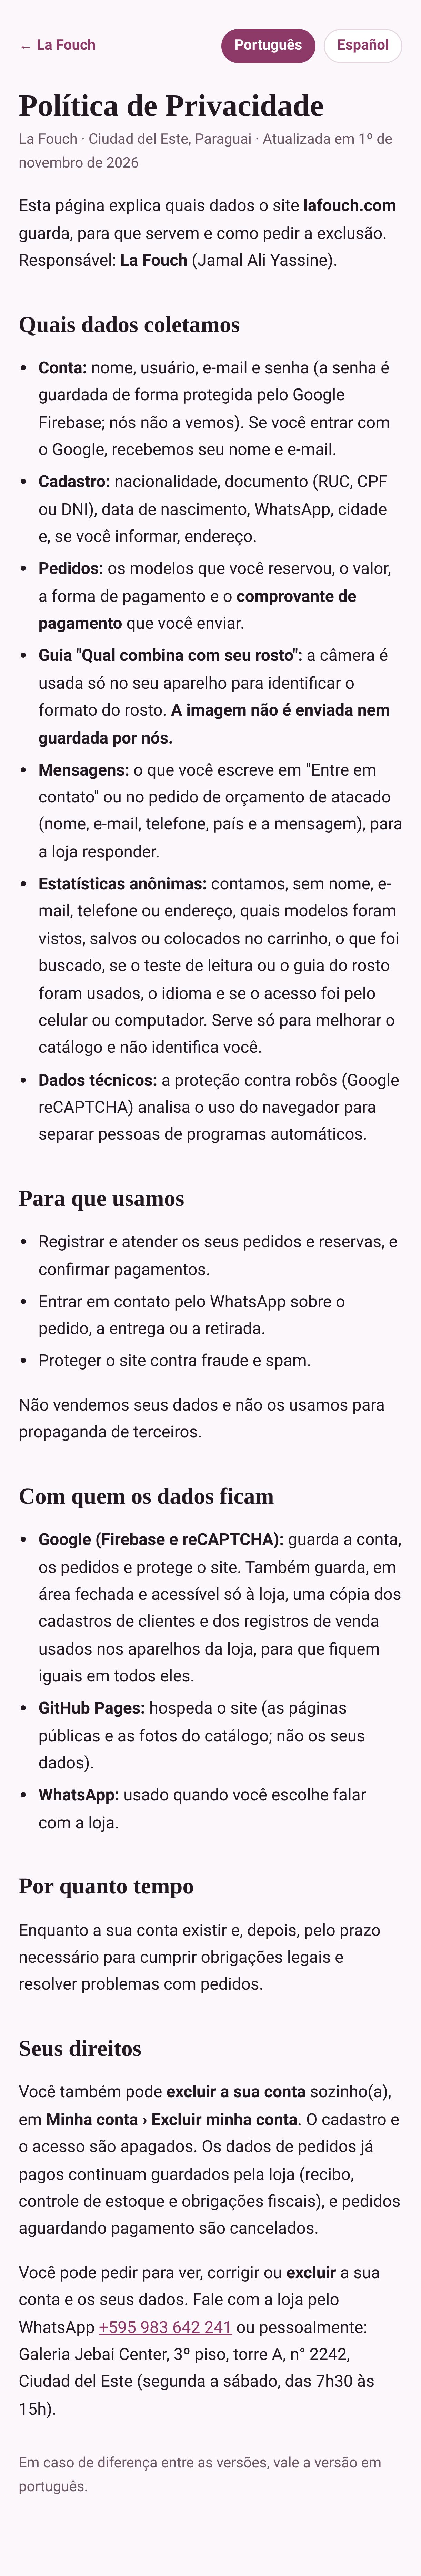 ← La Fouch
Português
Español
Política de Privacidade
La Fouch · Ciudad del Este, Paraguai · Atualizada em 1º de
novembro de 2026
Esta página explica quais dados o site lafouch.com
guarda, para que servem e como pedir a exclusão.
Responsável: La Fouch (Jamal Ali Yassine).
Quais dados coletamos
• Conta: nome, usuário, e-mail e senha (a senha é
guardada de forma protegida pelo Google
Firebase; nós não a vemos). Se você entrar com
o Google, recebemos seu nome e e-mail.
• Cadastro: nacionalidade, documento (RUC, CPF
ou DNI), data de nascimento, WhatsApp, cidade
e, se você informar, endereço.
• Pedidos: os modelos que você reservou, o valor,
a forma de pagamento e o comprovante de
pagamento que você enviar.
• Guia "Qual combina com seu rosto": a câmera é
usada só no seu aparelho para identificar o
formato do rosto. A imagem não é enviada nem
guardada por nós.
• Mensagens: o que você escreve em "Entre em
contato" ou no pedido de orçamento de atacado
(nome, e-mail, telefone, país e a mensagem), para
a loja responder.
• Estatísticas anônimas: contamos, sem nome, e-
mail, telefone ou endereço, quais modelos foram
vistos, salvos ou colocados no carrinho, o que foi
buscado, se o teste de leitura ou o guia do rosto
foram usados, o idioma e se o acesso foi pelo
celular ou computador. Serve só para melhorar o
catálogo e não identifica você.
• Dados técnicos: a proteção contra robôs (Google
reCAPTCHA) analisa o uso do navegador para
separar pessoas de programas automáticos.
Para que usamos
• Registrar e atender os seus pedidos e reservas, e
confirmar pagamentos.
• Entrar em contato pelo WhatsApp sobre o
pedido, a entrega ou a retirada.
• Proteger o site contra fraude e spam.
Não vendemos seus dados e não os usamos para
propaganda de terceiros.
Com quem os dados ficam
• Google (Firebase e reCAPTCHA): guarda a conta,
os pedidos e protege o site. Também guarda, em
área fechada e acessível só à loja, uma cópia dos
cadastros de clientes e dos registros de venda
usados nos aparelhos da loja, para que fiquem
iguais em todos eles.
• GitHub Pages: hospeda o site (as páginas
públicas e as fotos do catálogo; não os seus
dados).
• WhatsApp: usado quando você escolhe falar
com a loja.
Por quanto tempo
Enquanto a sua conta existir e, depois, pelo prazo
necessário para cumprir obrigações legais e
resolver problemas com pedidos.
Seus direitos
Você também pode excluir a sua conta sozinho(a),
em Minha conta › Excluir minha conta. O cadastro e
o acesso são apagados. Os dados de pedidos já
pagos continuam guardados pela loja (recibo,
controle de estoque e obrigações fiscais), e pedidos
aguardando pagamento são cancelados.
Você pode pedir para ver, corrigir ou excluir a sua
conta e os seus dados. Fale com a loja pelo
WhatsApp +595 983 642 241 ou pessoalmente:
Galeria Jebai Center, 3º piso, torre A, n° 2242,
Ciudad del Este (segunda a sábado, das 7h30 às
15h).
Em caso de diferença entre as versões, vale a versão em
português.